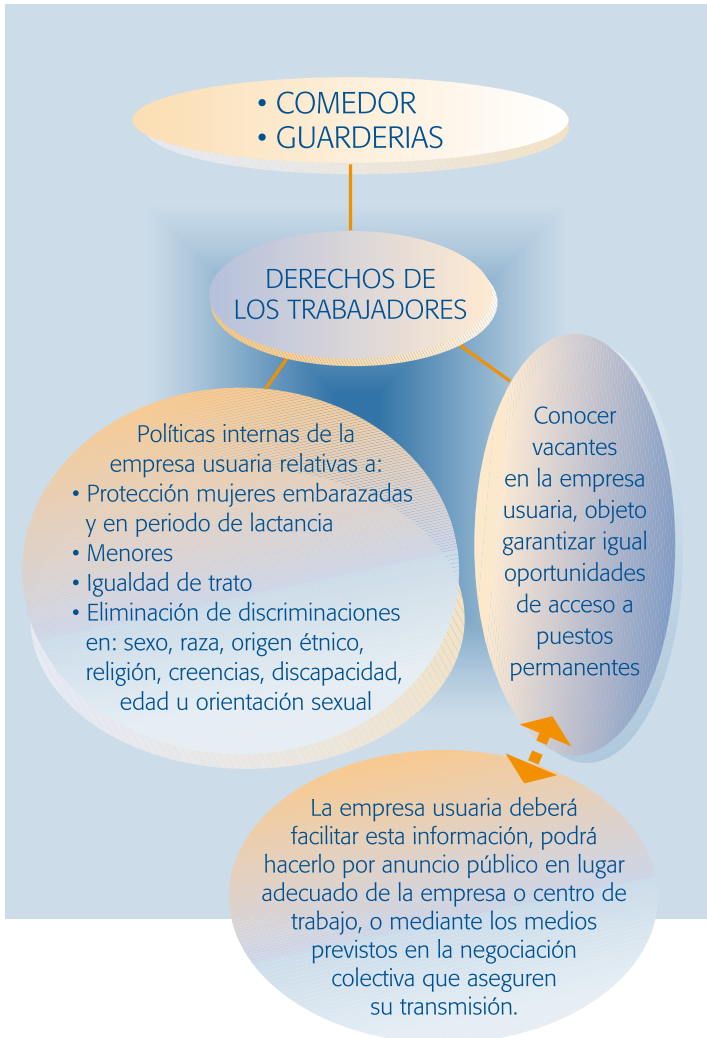 • COMEDOR
• GUARDERIAS
DERECHOS DE
LOS TRABAJADORES
Políticas internas de la
empresa usuaria relativas a:
• Protección mujeres embarazadas
y en periodo de lactancia
• Menores
• Igualdad de trato
• Eliminación de discriminaciones
en: sexo, raza, origen étnico,
religión, creencias, discapacidad,
edad u orientación sexual
Conocer
vacantes
en la empresa
usuaria, objeto
garantizar igual
oportunidades
de acceso a
puestos
permanentes
La empresa usuaria deberá
facilitar esta información, podrá
hacerlo por anuncio público en lugar
adecuado de la empresa o centro de
trabajo, o mediante los medios
previstos en la negociación
colectiva que aseguren
su transmisión.